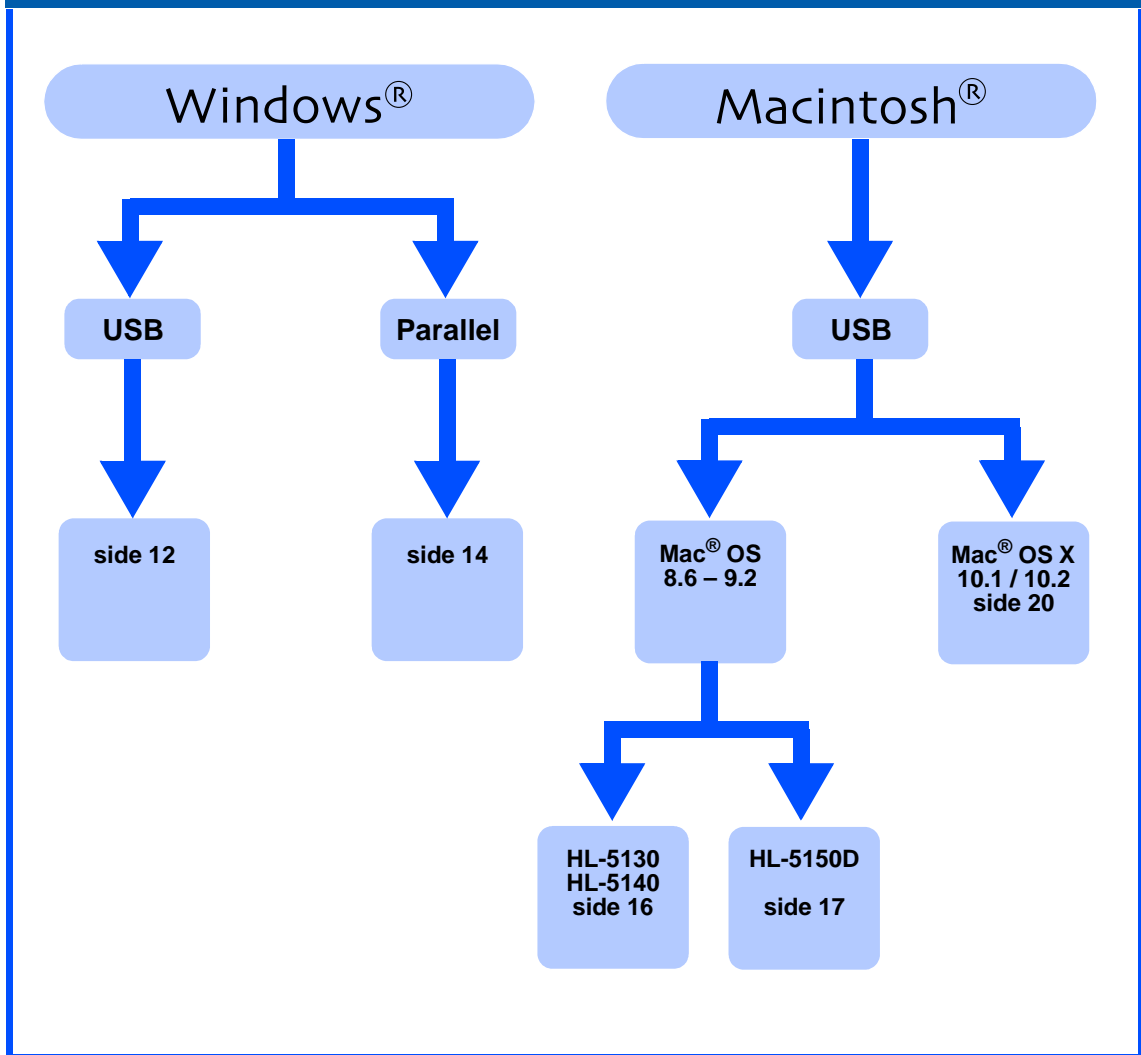 Windows®
Macintosh®
USB
Parallel
USB
side 12
side 14
Mac® OS
8.6 – 9.2
Mac® OS X
10.1 / 10.2
side 20
HL-5130
HL-5140
side 16
HL-5150D
side 17